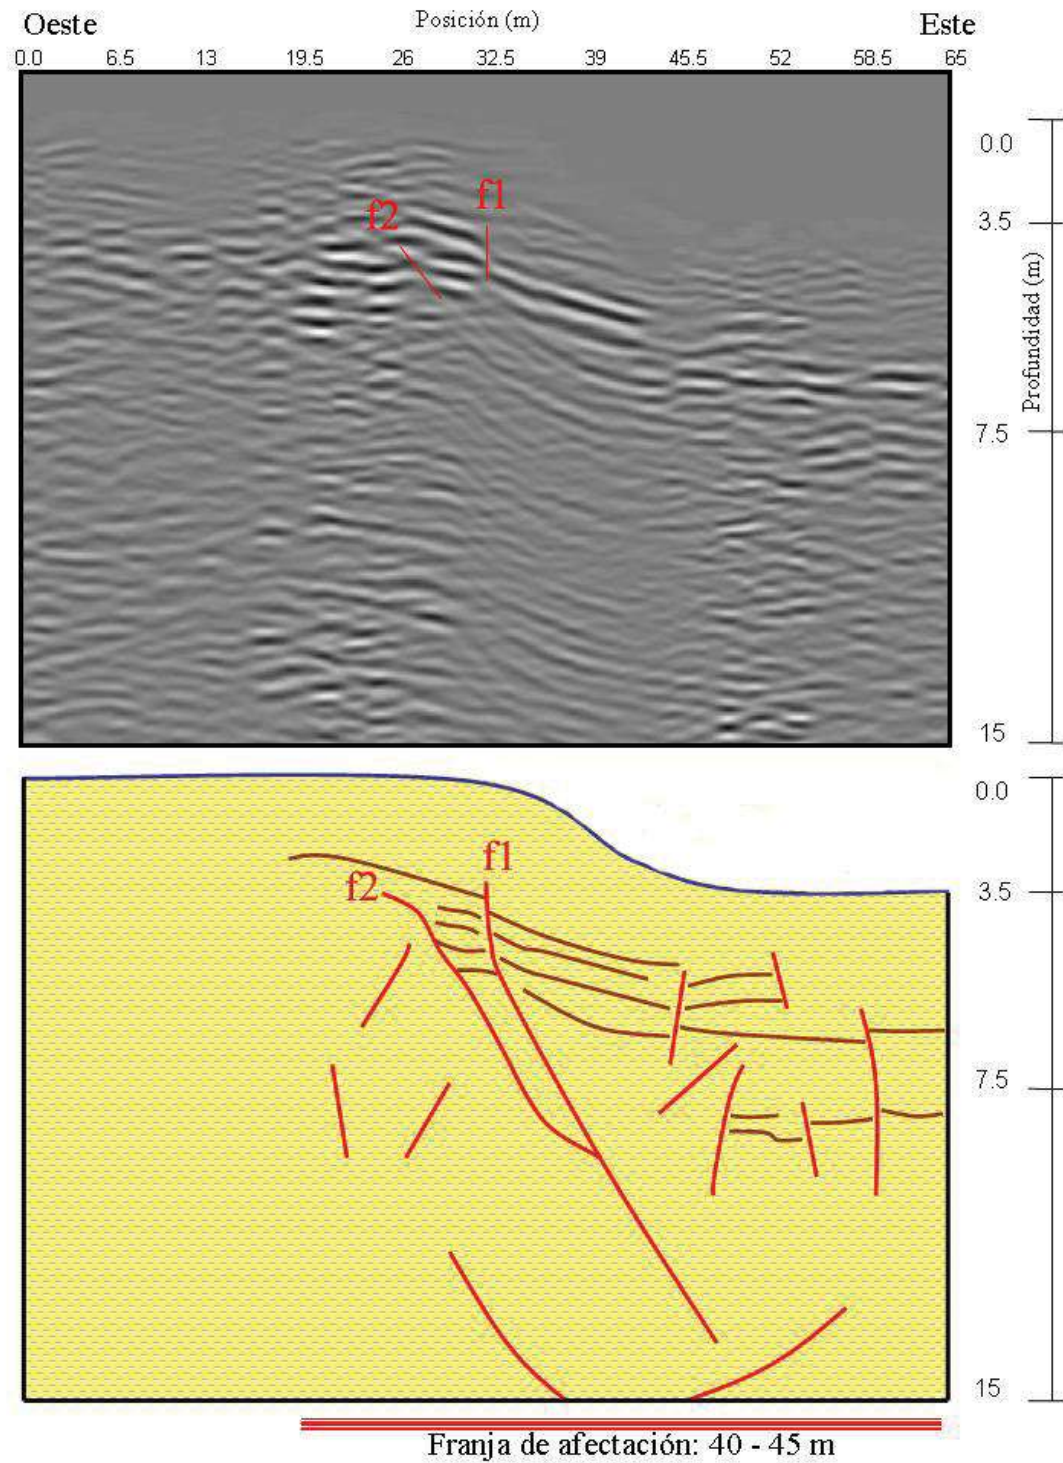 Oeste Posición (m) Este
0.0 6.5 13 19.5 26 32.5 39 45.5 52 58.5 65
0.0
f1
f2
3.5
Profundidad (m)
7.5
15
0.0
f1
f2
3.5
7.5
15
Franja de afectación: 40 - 45 m